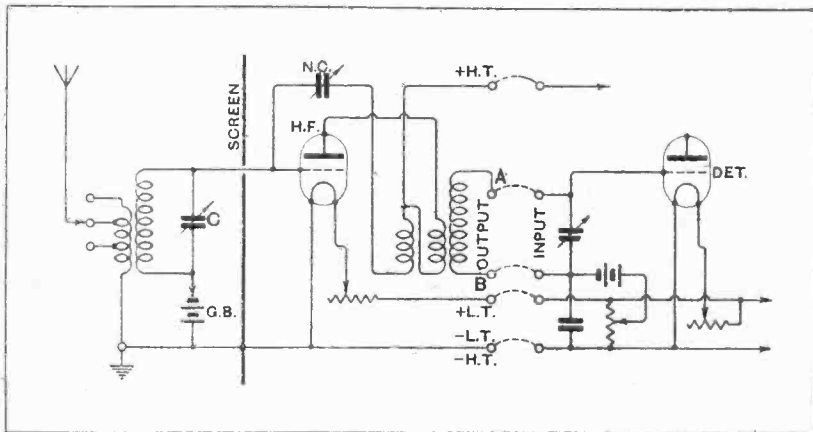 N.C.
+H.T.
SCREEN
H.F.
DET.
A
C
OUTPUT
INPUT
B
+L.T.
G.B.
-L.T.
-H.T.